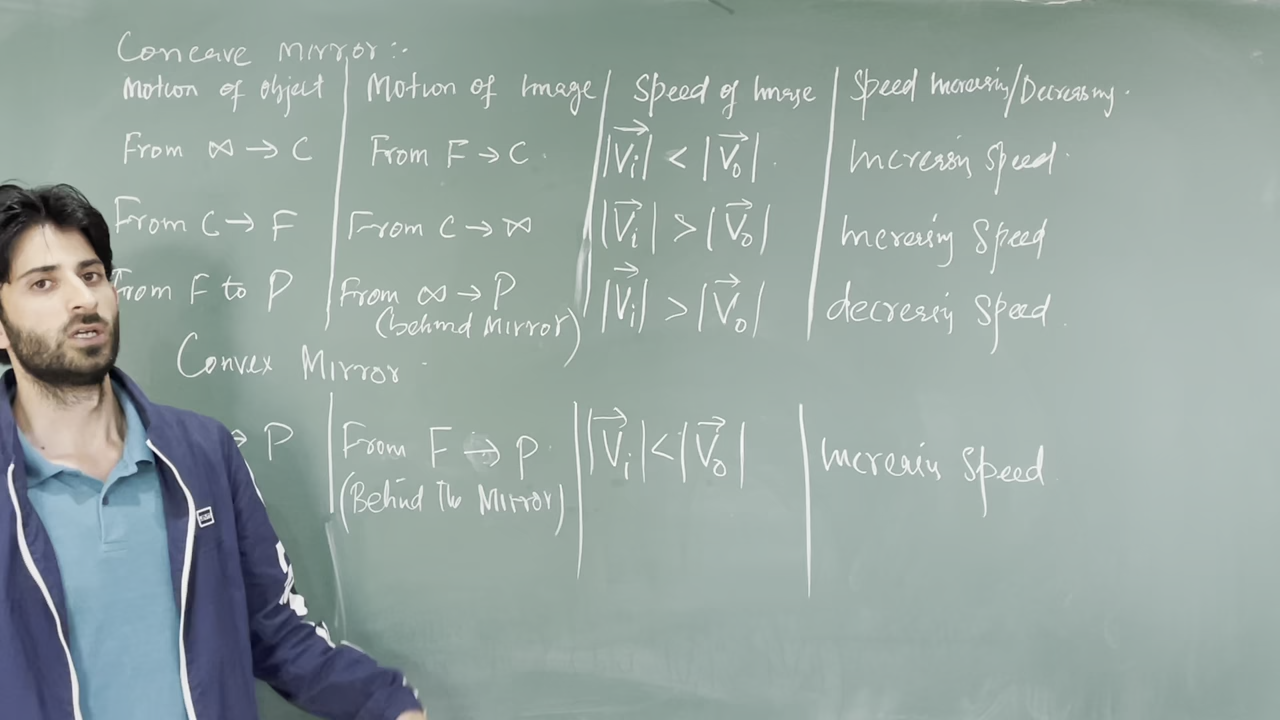 Concave Mirror:-
Motion of object | Motion of Image | Speed of Image | Speed Increasing/Decreasing.
From ∞ → C | From F → C. | |V⃗i| < |V⃗o|. | Increasing Speed.
From C → F | From C → ∞ | |V⃗i| > |V⃗o| | Increasing Speed
From F to P | From ∞ → P | |V⃗i| > |V⃗o| | decreasing Speed.
(behind Mirror)
Convex Mirror
→ P | From F → P. | |V⃗i| < |V⃗o| | Increasing Speed
(Behind The Mirror)